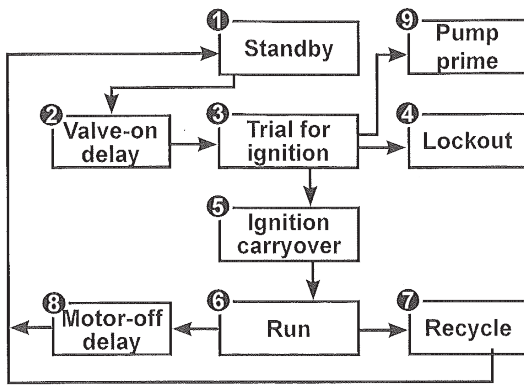 1
Standby
2
Valve-on
delay
3
Trial for
ignition
9
Pump
prime
4
Lockout
5
Ignition
carryover
8
Motor-off
delay
6
Run
7
Recycle